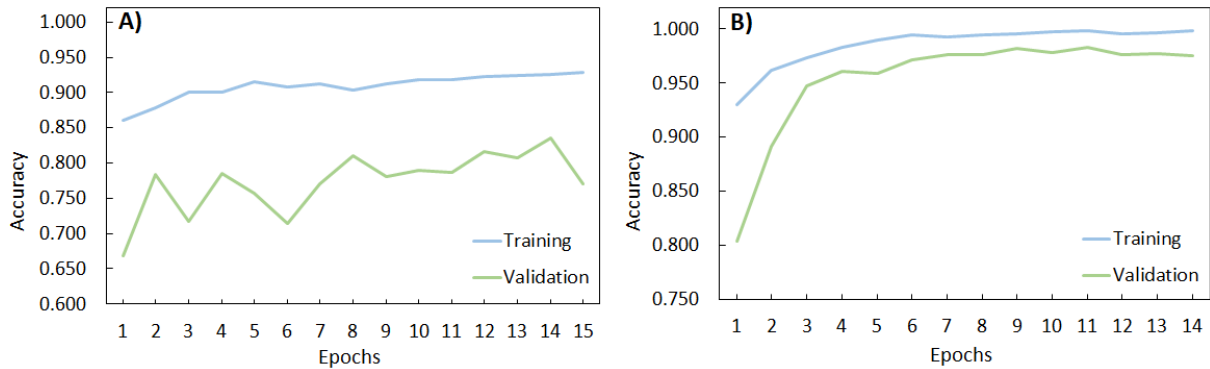 A)
1.000
0.950
0.900
0.850
0.800
0.750
0.700
0.650
0.600
Accuracy
Training
Validation
1 2 3 4 5 6 7 8 9 10 11 12 13 14 15
Epochs
B)
1.000
0.950
0.900
0.850
0.800
0.750
Accuracy
Training
Validation
1 2 3 4 5 6 7 8 9 10 11 12 13 14
Epochs